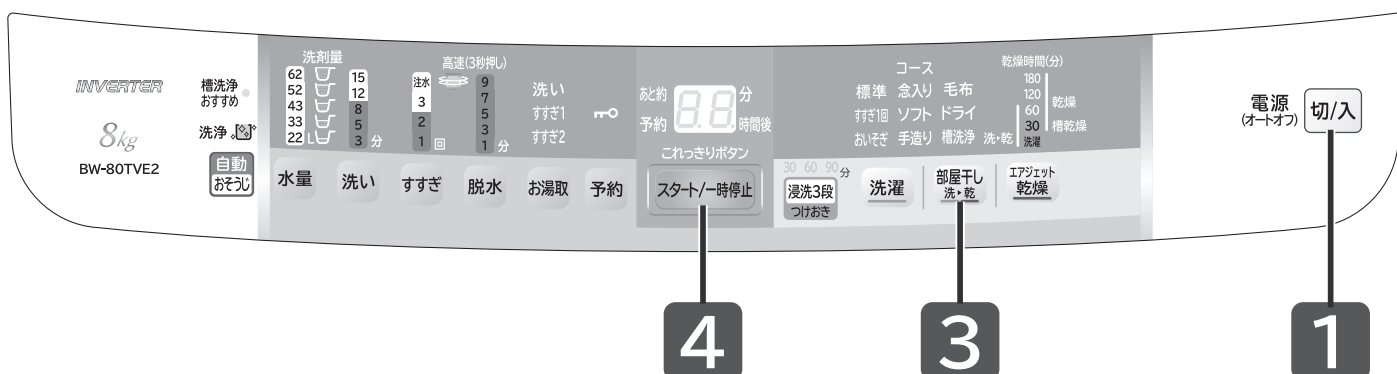 INVERTER
8kg
BW-80TVE2
槽洗浄
おすすめ
洗浄
自動
おそうじ
洗剤量
62
52
43
33
22 L
水量
15
12
8
5
3 分
洗い
注水
3
2
1 回
すすぎ
高速(3秒押し)
9
7
5
3
1 分
脱水
洗い
すすぎ1
すすぎ2
お湯取
予約
あと約 88 分
予約 時間後
これっきりボタン
スタート/一時停止
30 60 90 分
浸洗3段
つけおき
コース
標準 念入り 毛布
すすぎ1回 ソフト ドライ
おいそぎ 手造り 槽洗浄 洗▸乾
乾燥時間(分)
180
120
60
30
洗濯
乾燥
槽乾燥
洗濯
部屋干し
洗▸乾
エアジェット
乾燥
電源
(オートオフ)
切/入
4
3
1